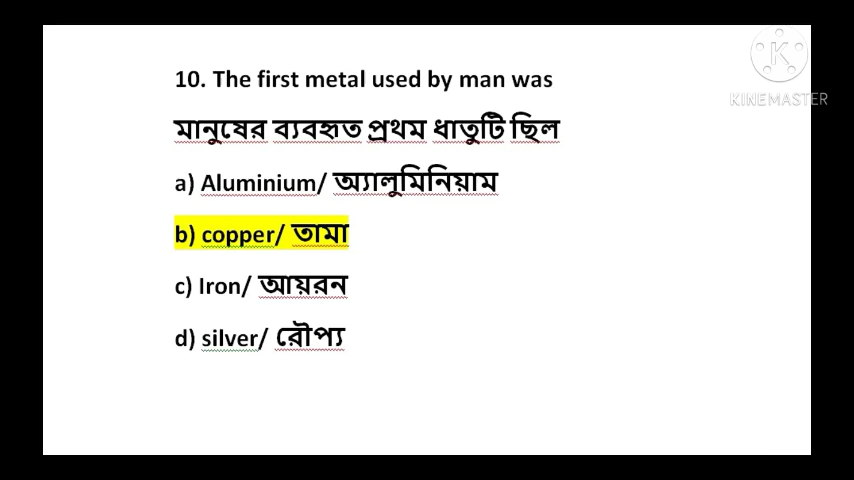 KINEMASTER
10. The first metal used by man was
মানুষের ব্যবহৃত প্রথম ধাতুটি ছিল
a) Aluminium/ অ্যালুমিনিয়াম
b) copper/ তামা
c) Iron/ আয়রন
d) silver/ রৌপ্য